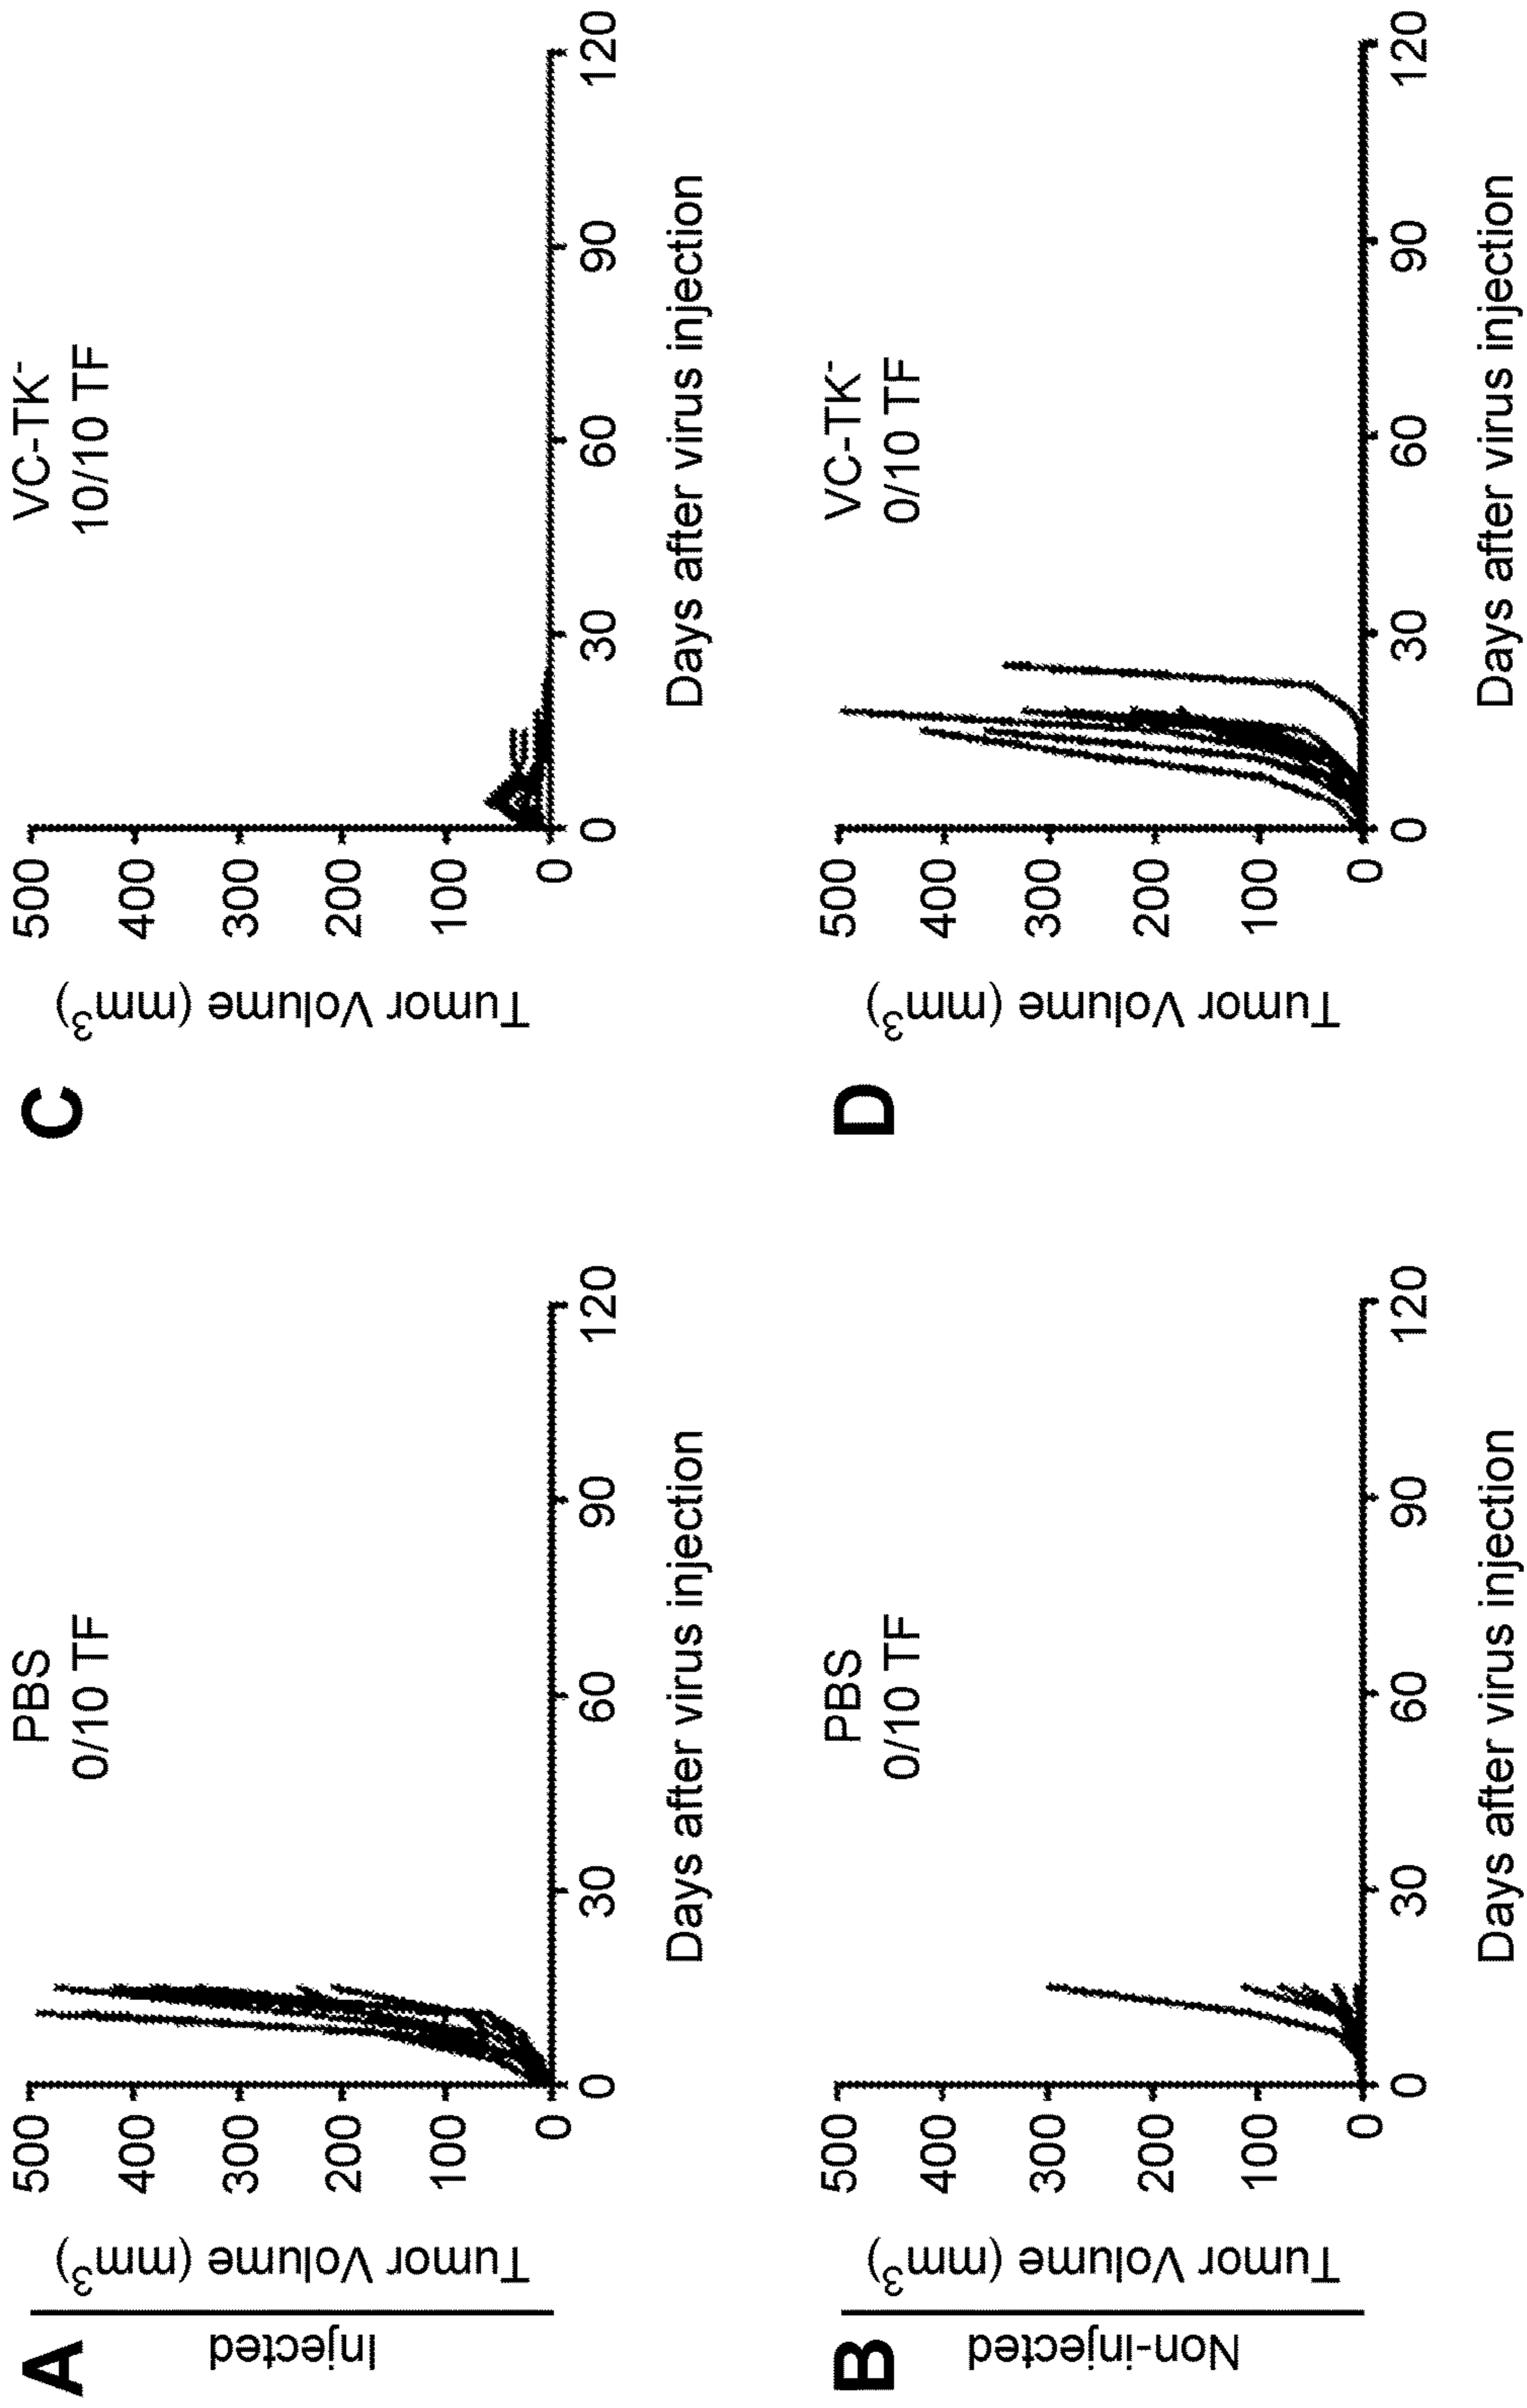 A
Injected
Tumor Volume (mm³)
500
400
300
200
100
0
PBS
0/10 TF
0
30
60
90
120
Days after virus injection
C
Tumor Volume (mm³)
500
400
300
200
100
0
VC-TK⁻
10/10 TF
0
30
60
90
120
Days after virus injection
B
Non-injected
Tumor Volume (mm³)
500
400
300
200
100
0
PBS
0/10 TF
0
30
60
90
120
Days after virus injection
D
Tumor Volume (mm³)
500
400
300
200
100
0
VC-TK⁻
0/10 TF
0
30
60
90
120
Days after virus injection